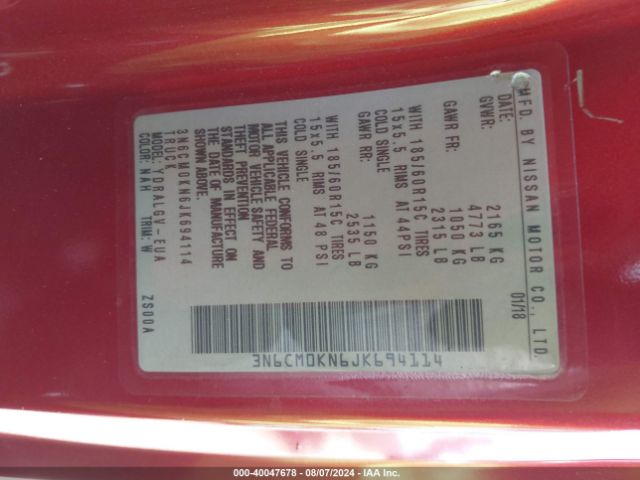 MFD. BY NISSAN MOTOR CO., LTD.
DATE: 01/18
GVWR: 2165 KG
4773 LB
GAWR FR: 1050 KG
2315 LB
WITH 185/60R15C TIRES
15x5.5 RIMS AT 44PSI
COLD SINGLE
GAWR RR: 1150 KG
2535 LB
WITH 185/60R15C TIRES
15x5.5 RIMS AT 48 PSI
COLD SINGLE
THIS VEHICLE CONFORMS TO
ALL APPLICABLE FEDERAL
MOTOR VEHICLE SAFETY AND
THEFT PREVENTION
STANDARDS IN EFFECT ON
THE DATE OF MANUFACTURE
SHOWN ABOVE.
3N6CM0KN6JK694114
TRUCK
MODEL: YDRALGV-EUA
COLOR: NAH TRIM: W ZS00A
3N6CM0KN6JK694114
000-40047678 - 08/07/2024 - IAA Inc.